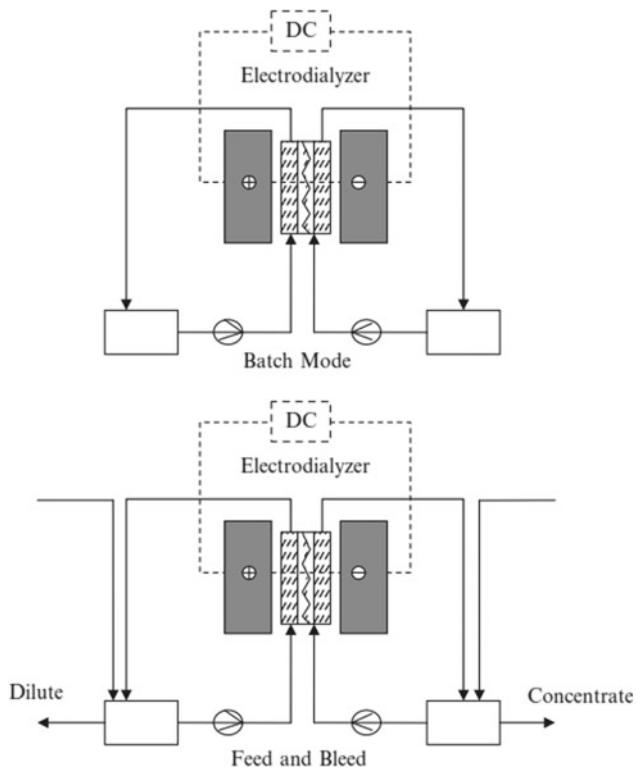 DC
Electrodialyzer
Batch Mode
DC
Electrodialyzer
Dilute
Concentrate
Feed and Bleed